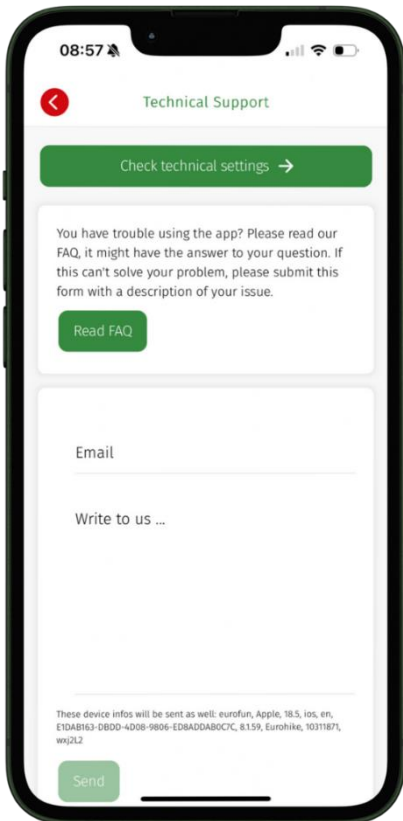 08:57
Technical Support
Check technical settings →
You have trouble using the app? Please read our
FAQ, it might have the answer to your question. If
this can't solve your problem, please submit this
form with a description of your issue.
Read FAQ
Email
Write to us ...
These device infos will be sent as well: eurofun, Apple, 18.5, ios, en,
E1DAB163-DBDD-4D08-9806-ED8ADDAB0C7C, 8.1.59, Eurohike, 10311871,
wxj2L2
Send